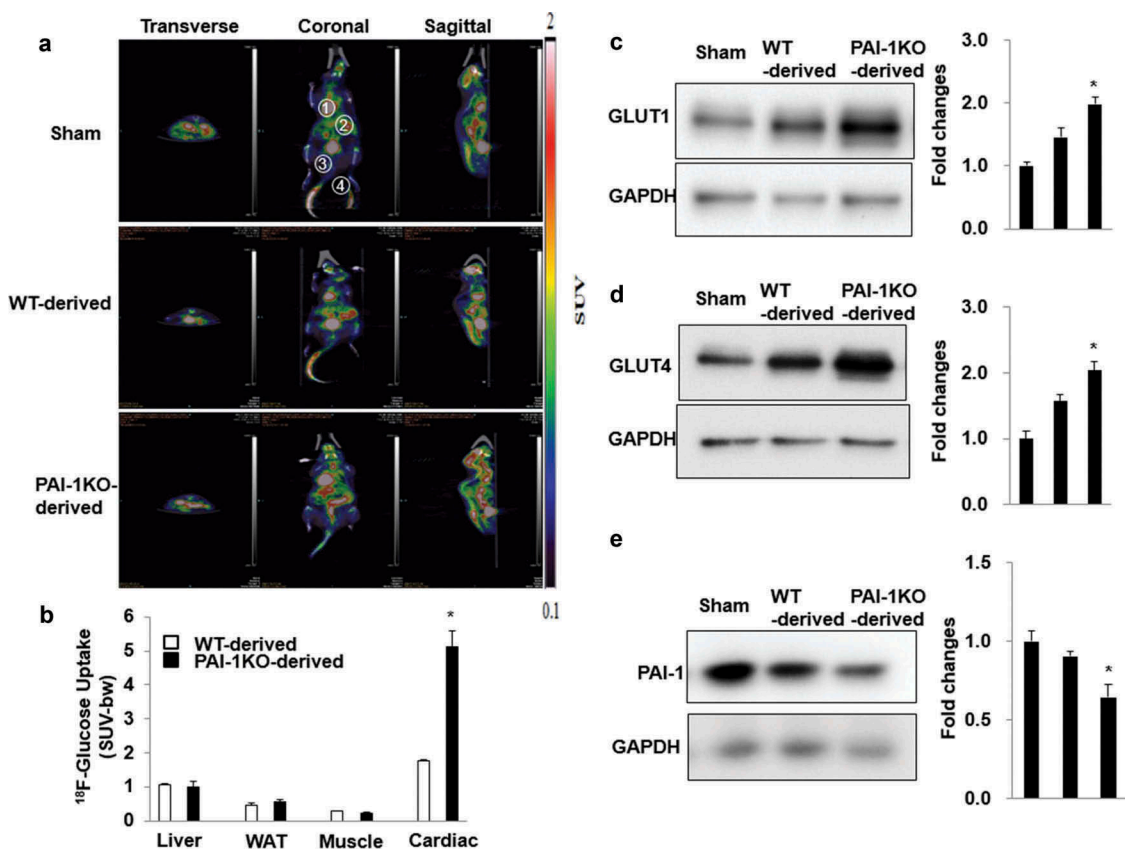 a
Transverse
Coronal
Sagittal
2
Sham
1
2
3
4
WT-derived
SUV
PAI-1KO-
derived
0.1
b
¹⁸F-Glucose Uptake
(SUV-bw)
6
5
4
3
2
1
0
WT-derived
PAI-1KO-derived
*
Liver
WAT
Muscle
Cardiac
c
Sham
WT
-derived
PAI-1KO
-derived
GLUT1
GAPDH
Fold changes
3.0
2.0
1.0
0.0
*
d
Sham
WT
-derived
PAI-1KO
-derived
GLUT4
GAPDH
Fold changes
3.0
2.0
1.0
0.0
*
e
Sham
WT
-derived
PAI-1KO
-derived
PAI-1
GAPDH
Fold changes
1.5
1.0
0.5
0.0
*